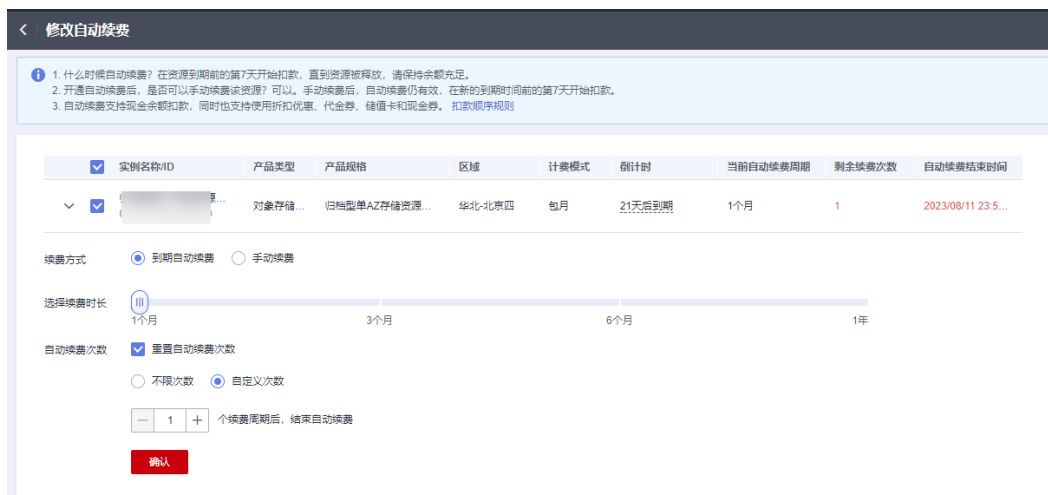 修改自动续费
1. 什么时候自动续费？在资源到期前的第7天开始扣款，直到资源被释放，请保持余额充足。
2. 开通自动续费后，是否可以手动续费该资源？可以。手动续费后，自动续费仍有效，在新的到期时间前的第7天开始扣款。
3. 自动续费支持现金余额扣款，同时也支持使用折扣优惠、代金券、储值卡和现金券。 扣款顺序规则
实例名称/ID 产品类型 产品规格 区域 计费模式 倒计时 当前自动续费周期 剩余续费次数 自动续费结束时间
对象存储... 归档型单AZ存储资源... 华北-北京四 包月 21天后到期 1个月 1 2023/08/11 23:5...
续费方式 到期自动续费 手动续费
选择续费时长
1个月 3个月 6个月 1年
自动续费次数 重置自动续费次数
不限次数 自定义次数
1 个续费周期后，结束自动续费
确认